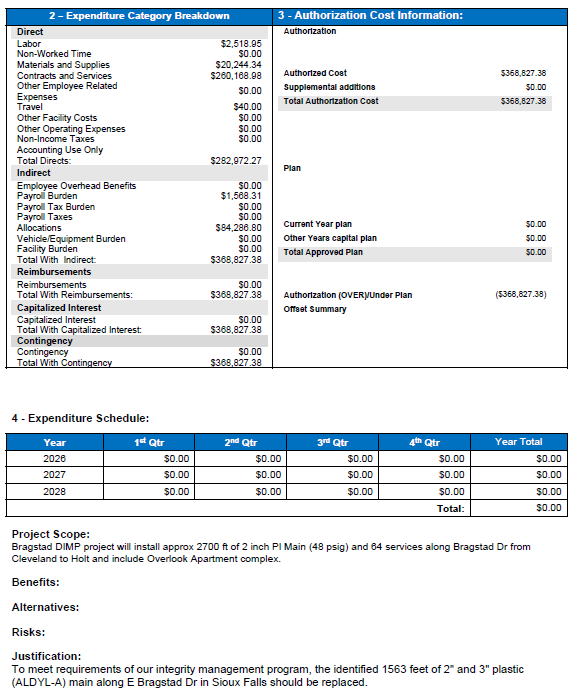 2 – Expenditure Category Breakdown
Direct
Labor $2,518.95
Non-Worked Time $0.00
Materials and Supplies $20,244.34
Contracts and Services $260,168.98
Other Employee Related
Expenses $0.00
Travel $40.00
Other Facility Costs $0.00
Other Operating Expenses $0.00
Non-Income Taxes $0.00
Accounting Use Only
Total Directs: $282,972.27
Indirect
Employee Overhead Benefits $0.00
Payroll Burden $1,568.31
Payroll Tax Burden $0.00
Payroll Taxes $0.00
Allocations $84,286.80
Vehicle/Equipment Burden $0.00
Facility Burden $0.00
Total With Indirect: $368,827.38
Reimbursements
Reimbursements $0.00
Total With Reimbursements: $368,827.38
Capitalized Interest
Capitalized Interest $0.00
Total With Capitalized Interest: $368,827.38
Contingency
Contingency $0.00
Total With Contingency $368,827.38
3 - Authorization Cost Information:
Authorization
Authorized Cost $368,827.38
Supplemental additions $0.00
Total Authorization Cost $368,827.38
Plan
Current Year plan $0.00
Other Years capital plan $0.00
Total Approved Plan $0.00
Authorization (OVER)/Under Plan ($368,827.38)
Offset Summary
4 - Expenditure Schedule:
Year 1st Qtr 2nd Qtr 3rd Qtr 4th Qtr Year Total
2026 $0.00 $0.00 $0.00 $0.00 $0.00
2027 $0.00 $0.00 $0.00 $0.00 $0.00
2028 $0.00 $0.00 $0.00 $0.00 $0.00
Total: $0.00
Project Scope:
Bragstad DIMP project will install approx 2700 ft of 2 inch Pl Main (48 psig) and 64 services along Bragstad Dr from
Cleveland to Holt and include Overlook Apartment complex.
Benefits:
Alternatives:
Risks:
Justification:
To meet requirements of our integrity management program, the identified 1563 feet of 2" and 3" plastic
(ALDYL-A) main along E Bragstad Dr in Sioux Falls should be replaced.